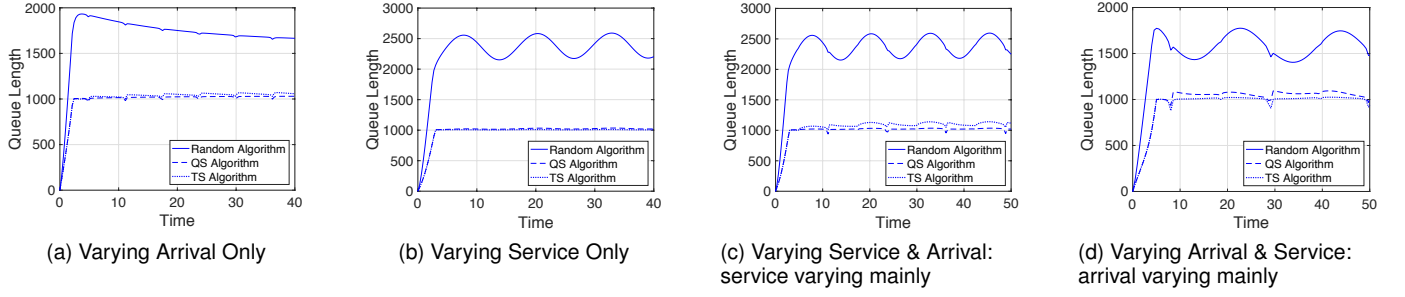 2000
1500
1000
500
0
Queue Length
0 10 20 30 40
Time
Random Algorithm
QS Algorithm
TS Algorithm
(a) Varying Arrival Only
3000
2500
2000
1500
1000
500
0
Queue Length
0 10 20 30 40
Time
Random Algorithm
QS Algorithm
TS Algorithm
(b) Varying Service Only
3000
2500
2000
1500
1000
500
0
Queue Length
0 10 20 30 40 50
Time
Random Algorithm
QS Algorithm
TS Algorithm
(c) Varying Service & Arrival:
service varying mainly
2000
1500
1000
500
0
Queue Length
0 10 20 30 40 50
Time
Random Algorithm
QS Algorithm
TS Algorithm
(d) Varying Arrival & Service:
arrival varying mainly